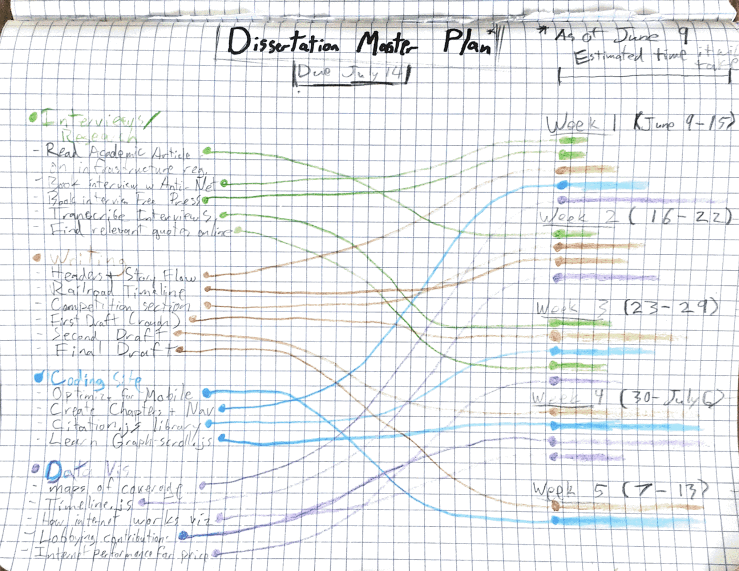 Dissertation Master Plan*
Due July 14
* As of June 9
Estimated time it will take
Interviews/
Research
- Read Academic Article
on infrastructure reg.
- Book interview w Anti-Net
- Book interview Free Press
- Transcribe Interviews
- Find relevant quotes online
Writing
- Headers + Story Flow
- Railroad Timeline
- Competition section
- First Draft (rough)
- Second Draft
- Final Draft
Coding Site
- Optimize for Mobile
- Create Chapters + Nav
- Citation.js library
- Learn Graph-scroll.js
Data Vis
- Maps of coverage
- Timeline.js
- How internet works viz
- Lobbying contributions
- Internet performance for price
Week 1 (June 9-15)
Week 2 (16-22)
Week 3 (23-29)
Week 4 (30-July 6)
Week 5 (7-13)